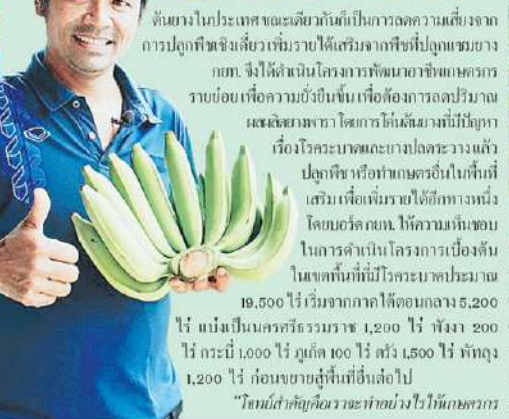 ต้นยางในประเทศ ขณะเดียวกันก็เป็นการลดความเสี่ยงจาก
การปลูกพืชเชิงเดี่ยว เพิ่มรายได้เสริมจากพืชที่ปลูกแซมยาง
กยท. จึงได้ดำเนินโครงการพัฒนาอาชีพเกษตรกร
รายย่อย เพื่อความยั่งยืนขึ้น เพื่อต้องการลดปริมาณ
ผลผลิตยางพารา โดยการโค่นต้นยางที่มีปัญหา
เรื่องโรคระบาดและยางปลดระวางแล้ว
ปลูกพืช หรือทำเกษตรอื่นในพื้นที่
เสริม เพื่อเพิ่มรายได้อีกทางหนึ่ง
โดยบอร์ด กยท. ให้ความเห็นชอบ
ในการดำเนินโครงการเบื้องต้น
ในเขตพื้นที่ที่มีโรคระบาดประมาณ
19,500 ไร่ เริ่มจากภาคใต้ตอนกลาง 5,200
ไร่ แบ่งเป็นนครศรีธรรมราช 1,200 ไร่ พังงา 200
ไร่ กระบี่ 1,000 ไร่ ภูเก็ต 100 ไร่ ตรัง 1,500 ไร่ พัทลุง
1,200 ไร่ ก่อนขยายสู่พื้นที่อื่นต่อไป
"โจทย์สำคัญคือเราจะทำอย่างไรให้เกษตรกร